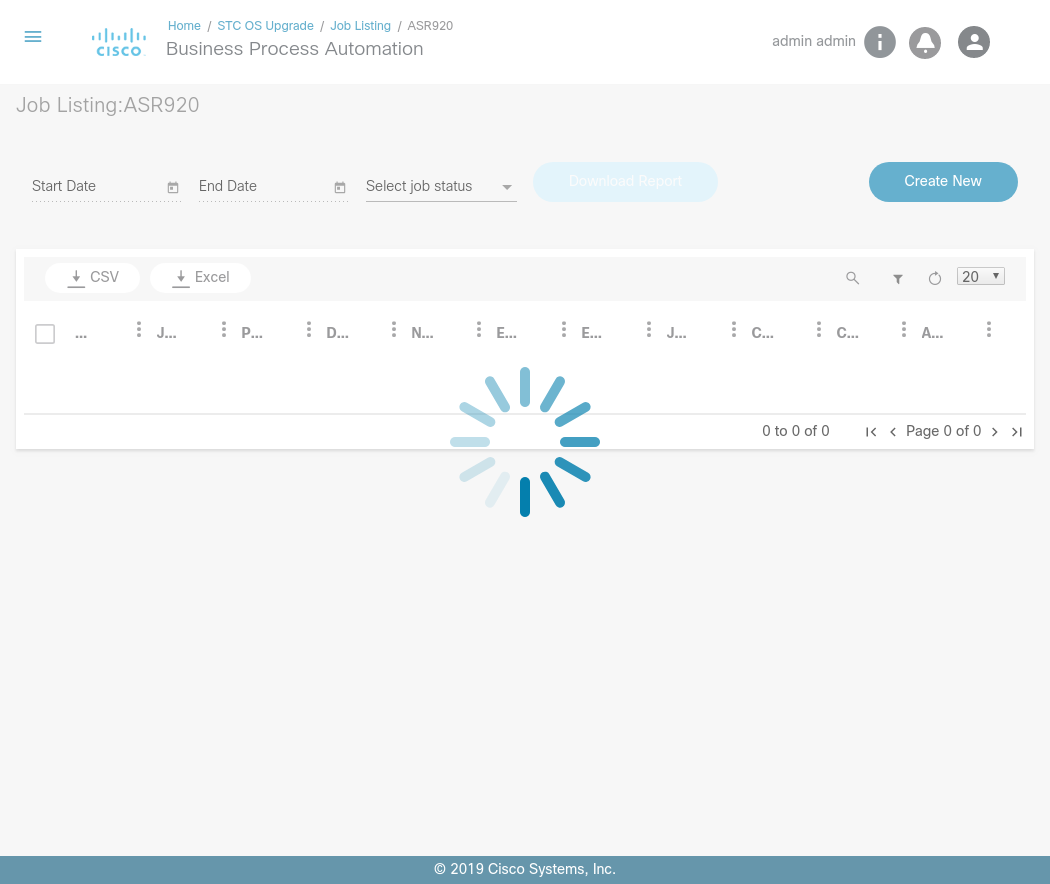 Home / STC OS Upgrade / Job Listing / ASR920
CISCO
Business Process Automation
admin admin
Job Listing:ASR920
Start Date
End Date
Select job status
Download Report
Create New
CSV
Excel
20
... J... P... D... N... E... E... J... C... C... A...
0 to 0 of 0
Page 0 of 0
© 2019 Cisco Systems, Inc.